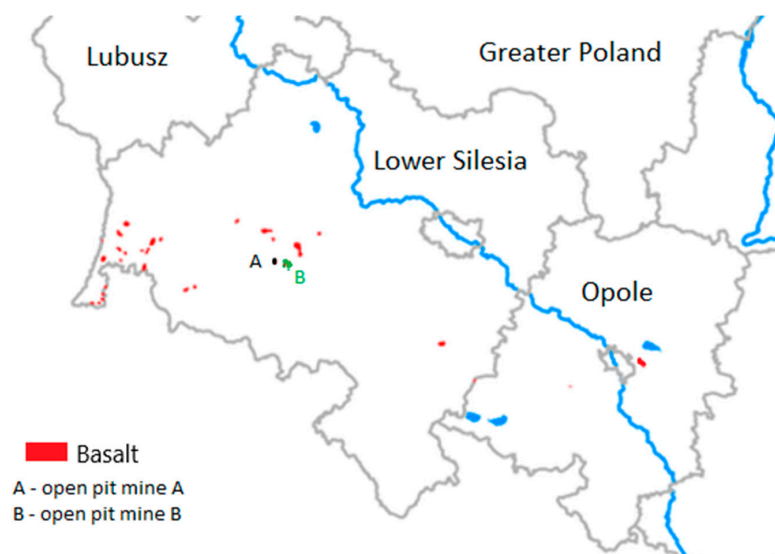 Lubusz
Greater Poland
Lower Silesia
A
B
Opole
Basalt
A - open pit mine A
B - open pit mine B